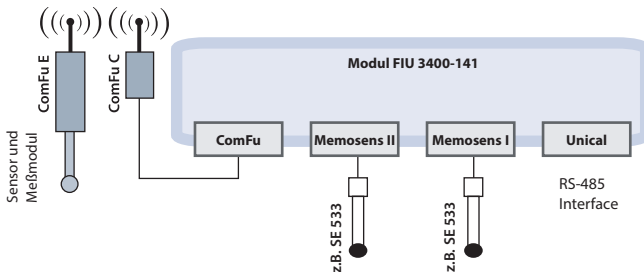 ComFu E
ComFu C
Modul FIU 3400-141
ComFu
Memosens II
Memosens I
Unical
Sensor und
Meßmodul
z.B. SE 533
z.B. SE 533
RS-485
Interface